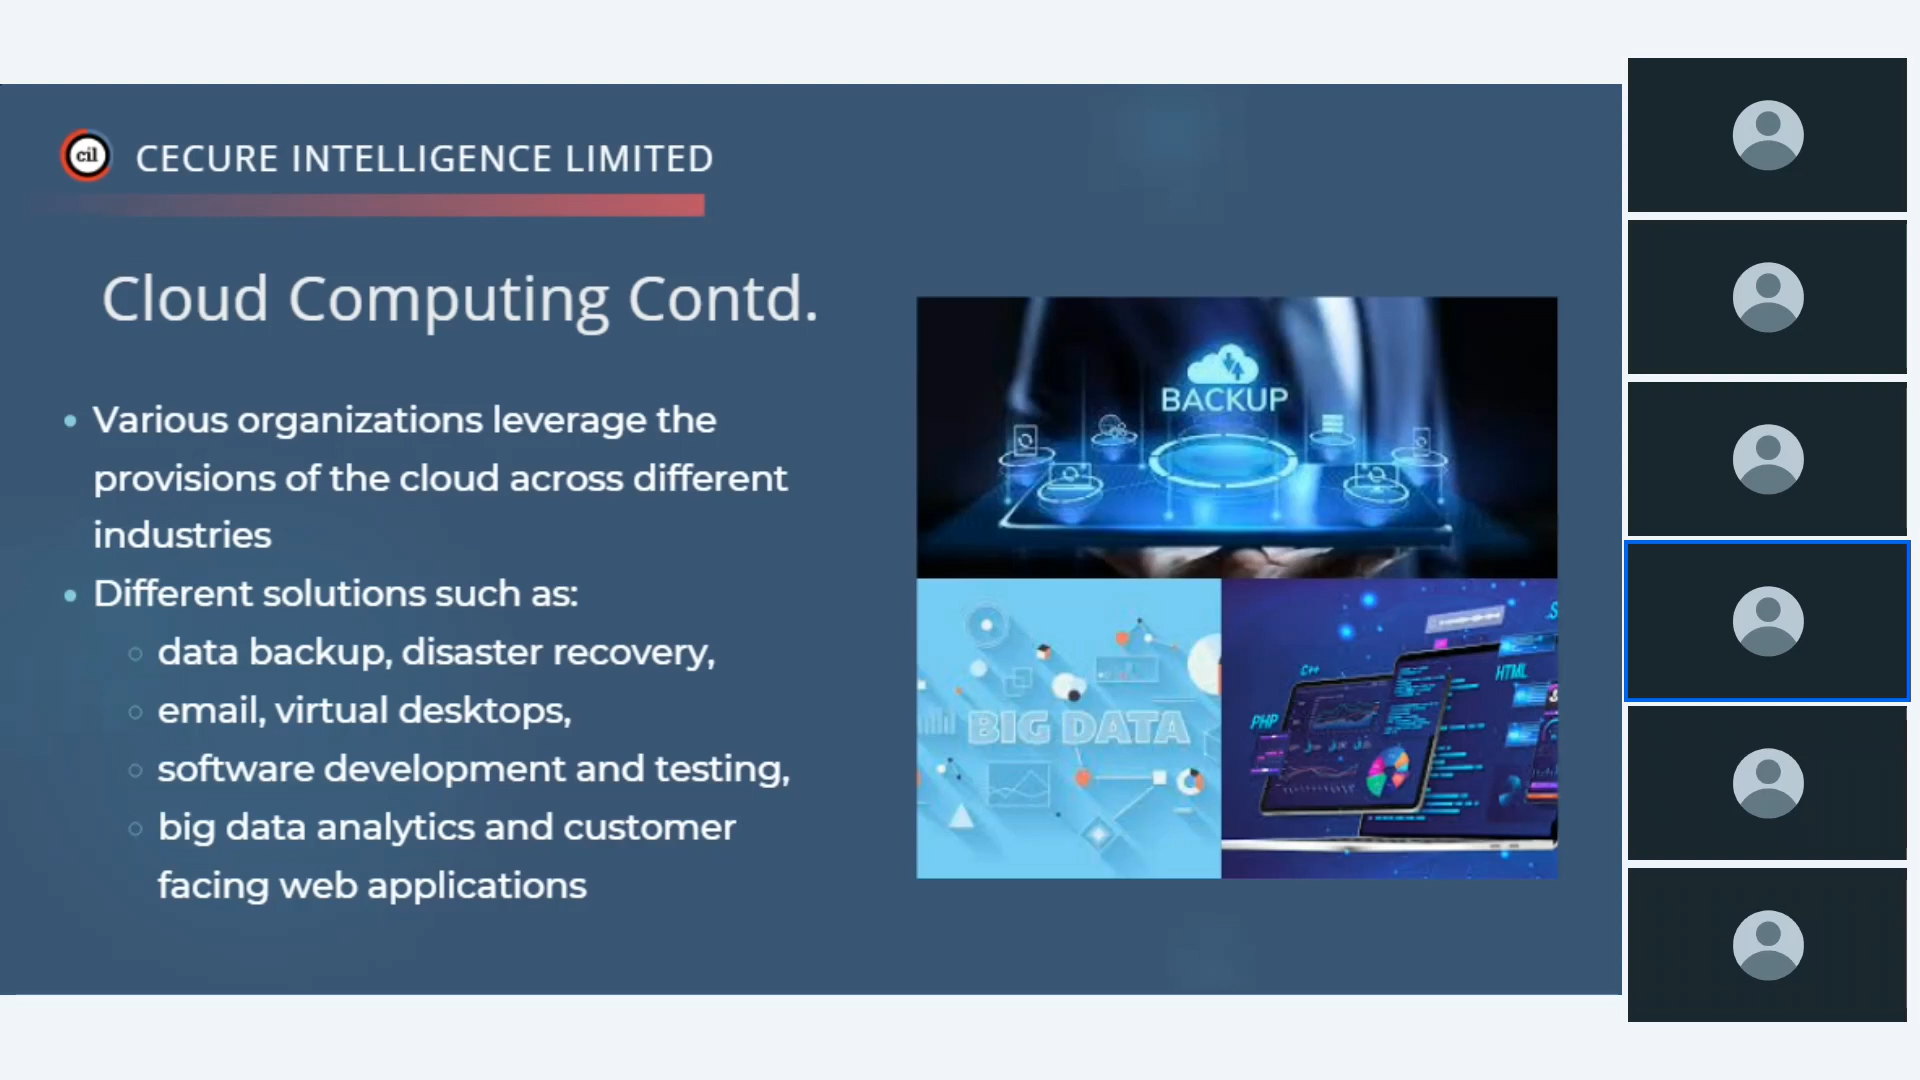 cil
CECURE INTELLIGENCE LIMITED
Cloud Computing Contd.
• Various organizations leverage the
provisions of the cloud across different
industries
• Different solutions such as:
○ data backup, disaster recovery,
○ email, virtual desktops,
○ software development and testing,
○ big data analytics and customer
facing web applications
BACKUP
BIG DATA
C++
HTML
PHP